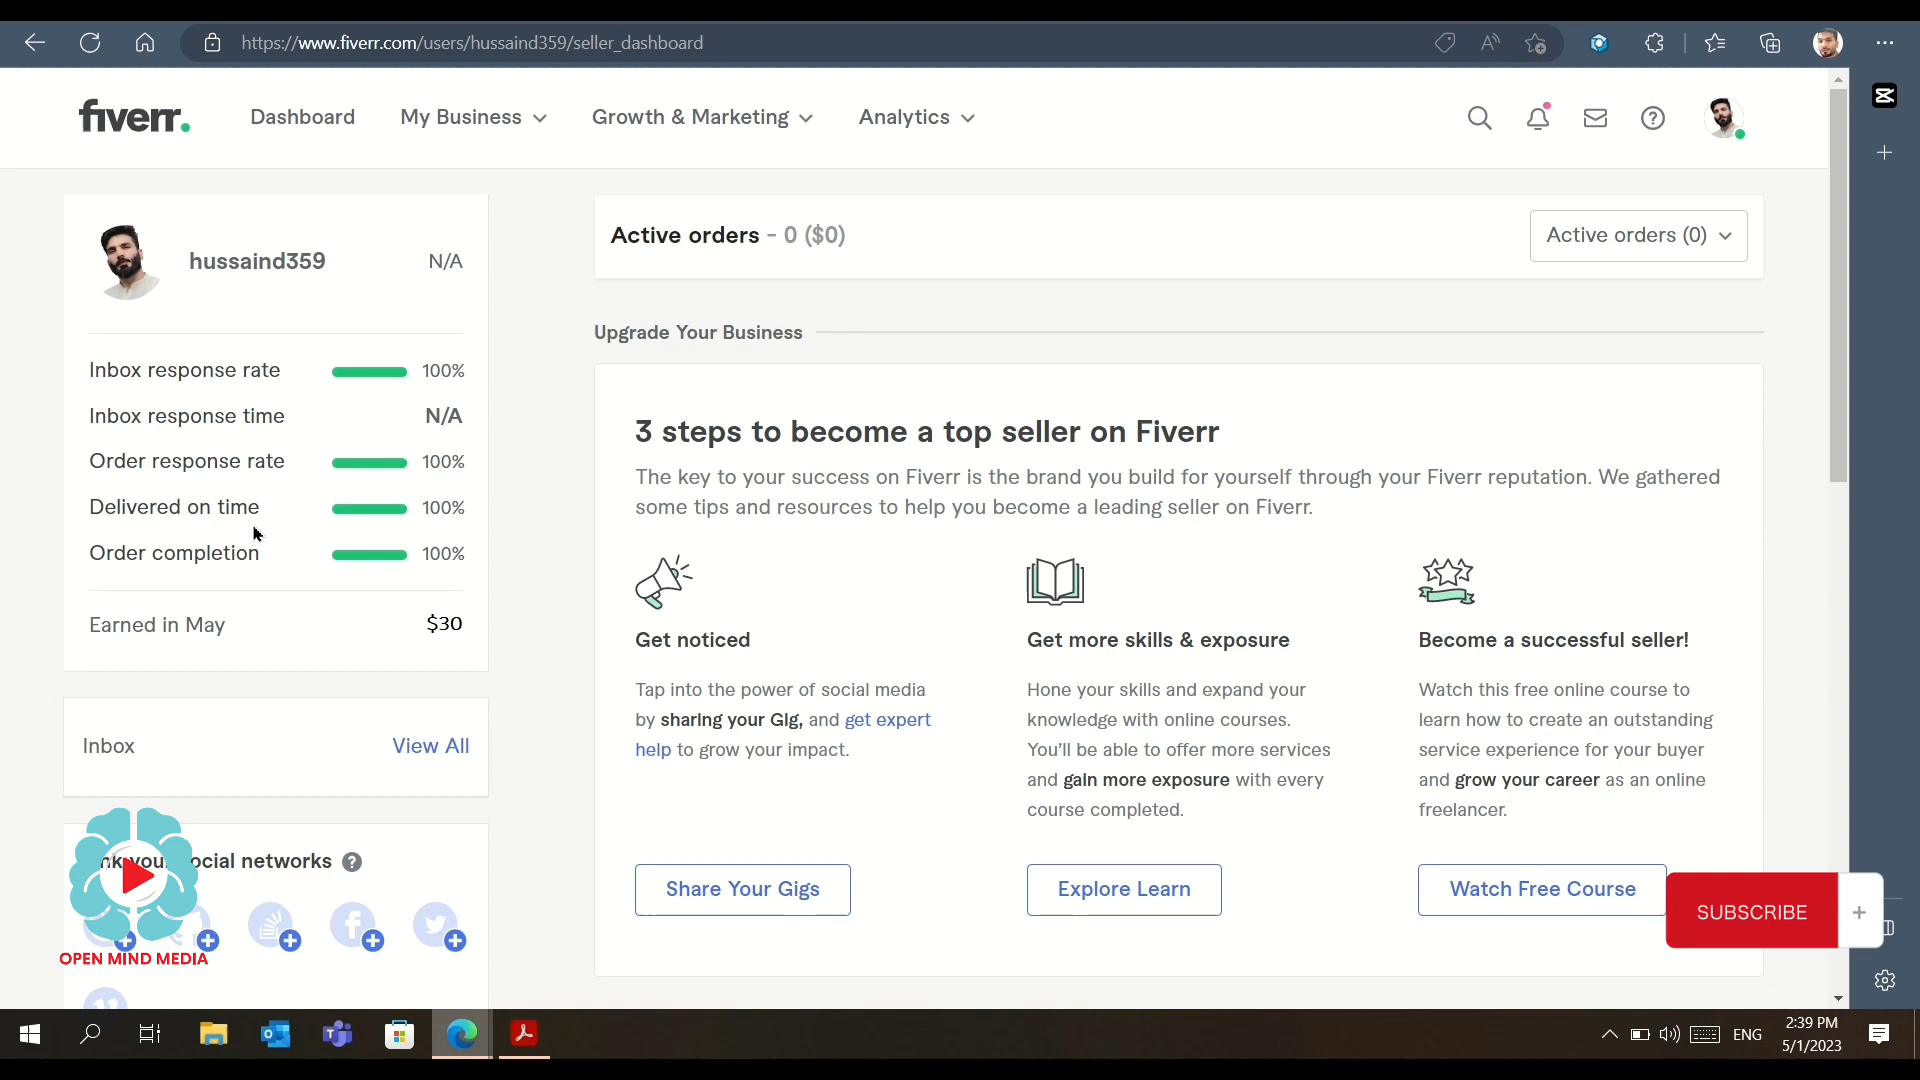 https://www.fiverr.com/users/hussaind359/seller_dashboard
fiverr.
Dashboard
My Business
Growth & Marketing
Analytics
hussaind359
N/A
Inbox response rate 100%
Inbox response time N/A
Order response rate 100%
Delivered on time 100%
Order completion 100%
Earned in May $30
Inbox View All
social networks
OPEN MIND MEDIA
Active orders - 0 ($0)
Active orders (0)
Upgrade Your Business
3 steps to become a top seller on Fiverr
The key to your success on Fiverr is the brand you build for yourself through your Fiverr reputation. We gathered
some tips and resources to help you become a leading seller on Fiverr.
Get noticed
Tap into the power of social media
by sharing your Gig, and get expert
help to grow your impact.
Share Your Gigs
Get more skills & exposure
Hone your skills and expand your
knowledge with online courses.
You'll be able to offer more services
and gain more exposure with every
course completed.
Explore Learn
Become a successful seller!
Watch this free online course to
learn how to create an outstanding
service experience for your buyer
and grow your career as an online
freelancer.
Watch Free Course
SUBSCRIBE
ENG
2:39 PM
5/1/2023